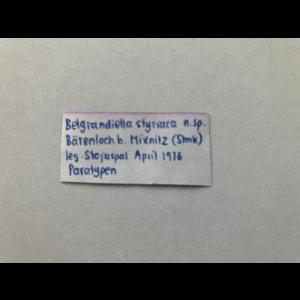 Belgrandiella styriaca n.sp.
Bärenloch b. Mixnitz (Stmk)
leg. Stojaspal April 1976
Paratypen